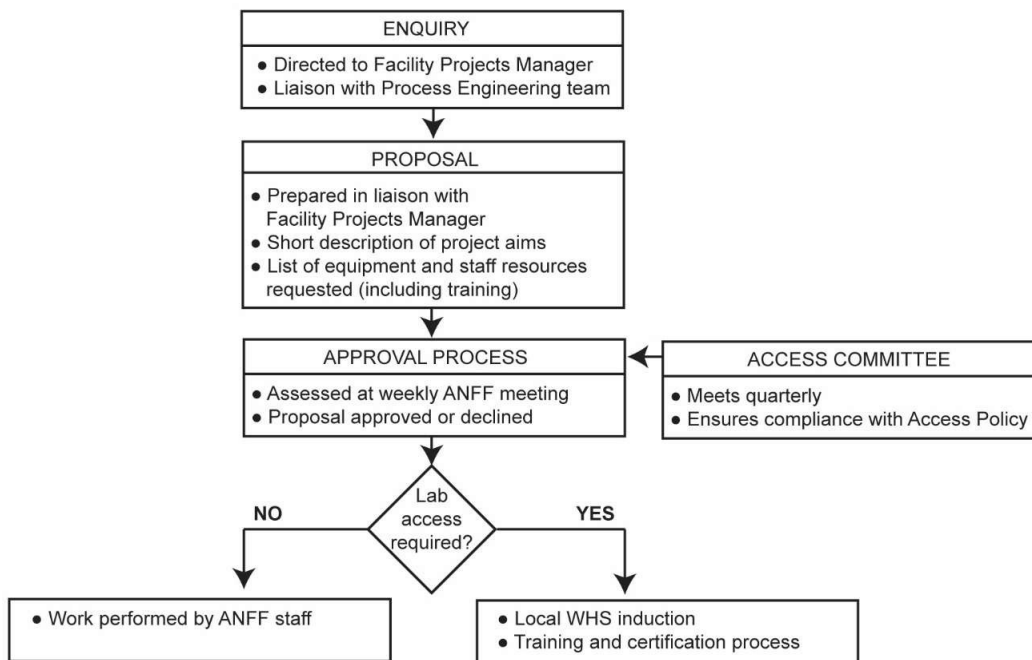 ENQUIRY
● Directed to Facility Projects Manager
● Liaison with Process Engineering team
PROPOSAL
● Prepared in liaison with
Facility Projects Manager
● Short description of project aims
● List of equipment and staff resources
requested (including training)
APPROVAL PROCESS
● Assessed at weekly ANFF meeting
● Proposal approved or declined
ACCESS COMMITTEE
● Meets quarterly
● Ensures compliance with Access Policy
Lab
access
required?
NO
YES
● Work performed by ANFF staff
● Local WHS induction
● Training and certification process